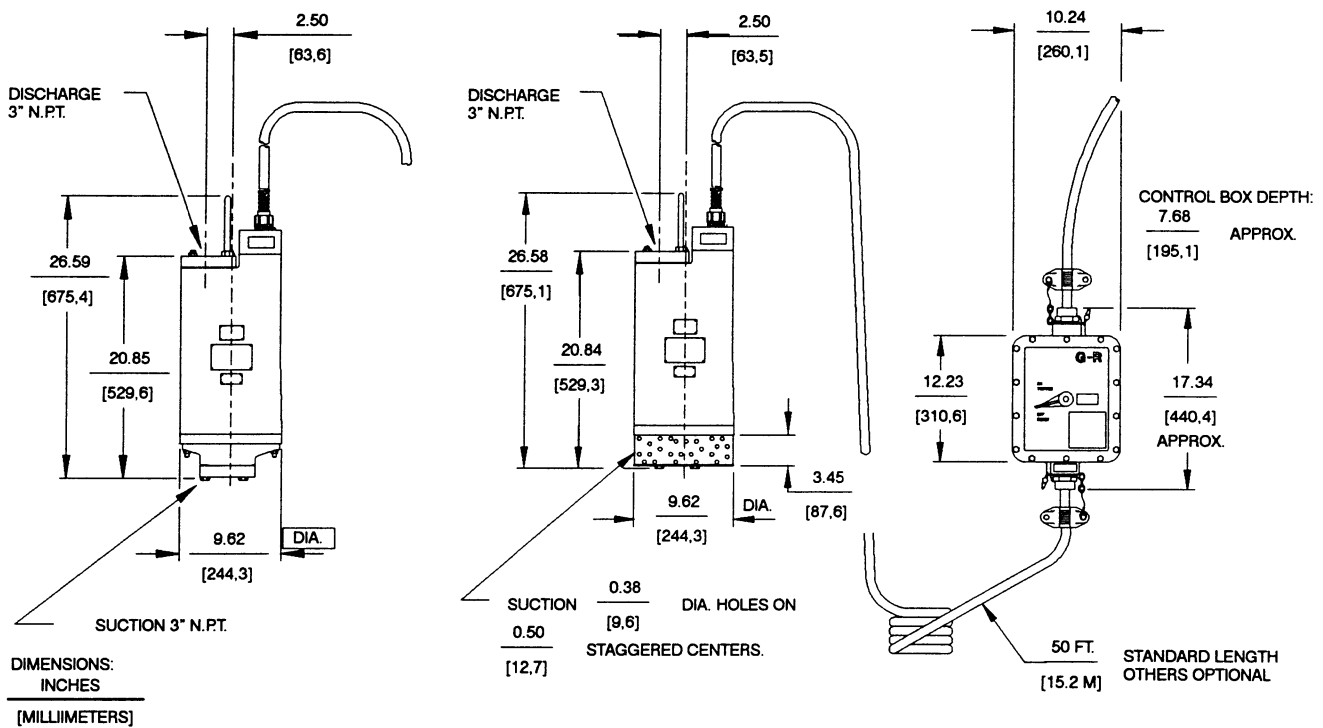 2.50
[63,6]
DISCHARGE
3" N.P.T.
26.59
[675,4]
20.85
[529,6]
9.62
[244,3]
DIA.
SUCTION 3" N.P.T.
DIMENSIONS:
INCHES
[MILLIIMETERS]
2.50
[63,5]
DISCHARGE
3" N.P.T.
26.58
[675,1]
20.84
[529,3]
3.45
[87,6]
9.62
[244,3]
DIA.
SUCTION 0.38 [9,6] DIA. HOLES ON
0.50 [12,7] STAGGERED CENTERS.
10.24
[260,1]
CONTROL BOX DEPTH:
7.68
[195,1]
APPROX.
G-R
12.23
[310,6]
17.34
[440,4]
APPROX.
50 FT.
[15.2 M]
STANDARD LENGTH
OTHERS OPTIONAL